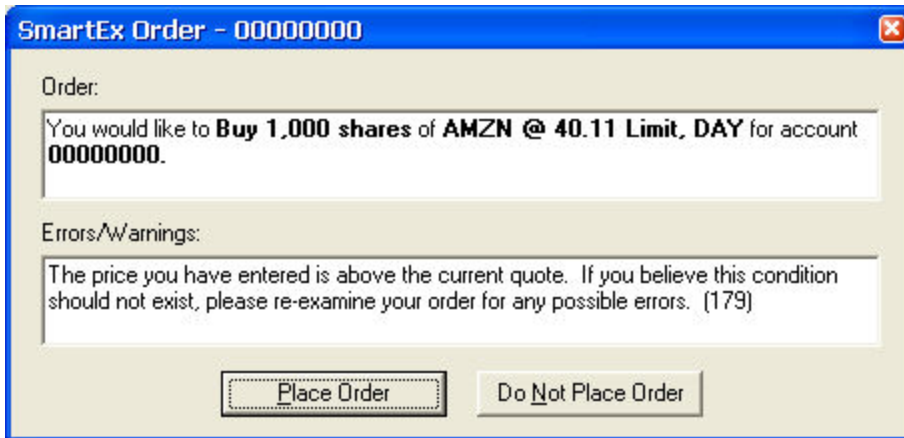 SmartEx Order - 00000000
Order:
You would like to Buy 1,000 shares of AMZN @ 40.11 Limit, DAY for account
00000000.
Errors/Warnings:
The price you have entered is above the current quote.  If you believe this condition
should not exist, please re-examine your order for any possible errors.  (179)
Place Order
Do Not Place Order